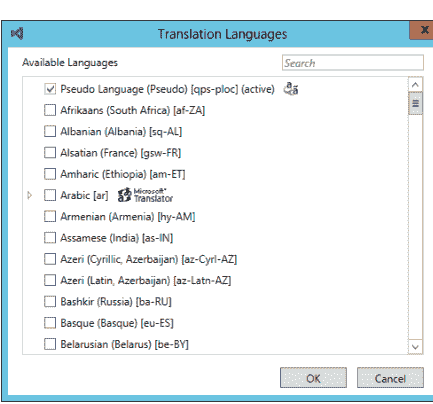 Translation Languages
x
Available Languages
Search
Pseudo Language (Pseudo) [qps-ploc] (active)
Afrikaans (South Africa) [af-ZA]
Albanian (Albania) [sq-AL]
Alsatian (France) [gsw-FR]
Amharic (Ethiopia) [am-ET]
Arabic [ar] Microsoft® Translator
Armenian (Armenia) [hy-AM]
Assamese (India) [as-IN]
Azeri (Cyrillic, Azerbaijan) [az-Cyrl-AZ]
Azeri (Latin, Azerbaijan) [az-Latn-AZ]
Bashkir (Russia) [ba-RU]
Basque (Basque) [eu-ES]
Belarusian (Belarus) [be-BY]
OK Cancel